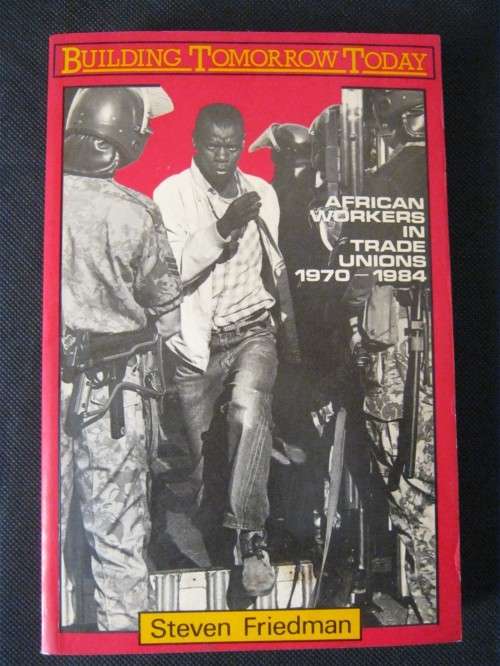 BUILDING TOMORROW TODAY
AFRICAN
WORKERS
IN
TRADE
UNIONS
1970–1984
Steven Friedman